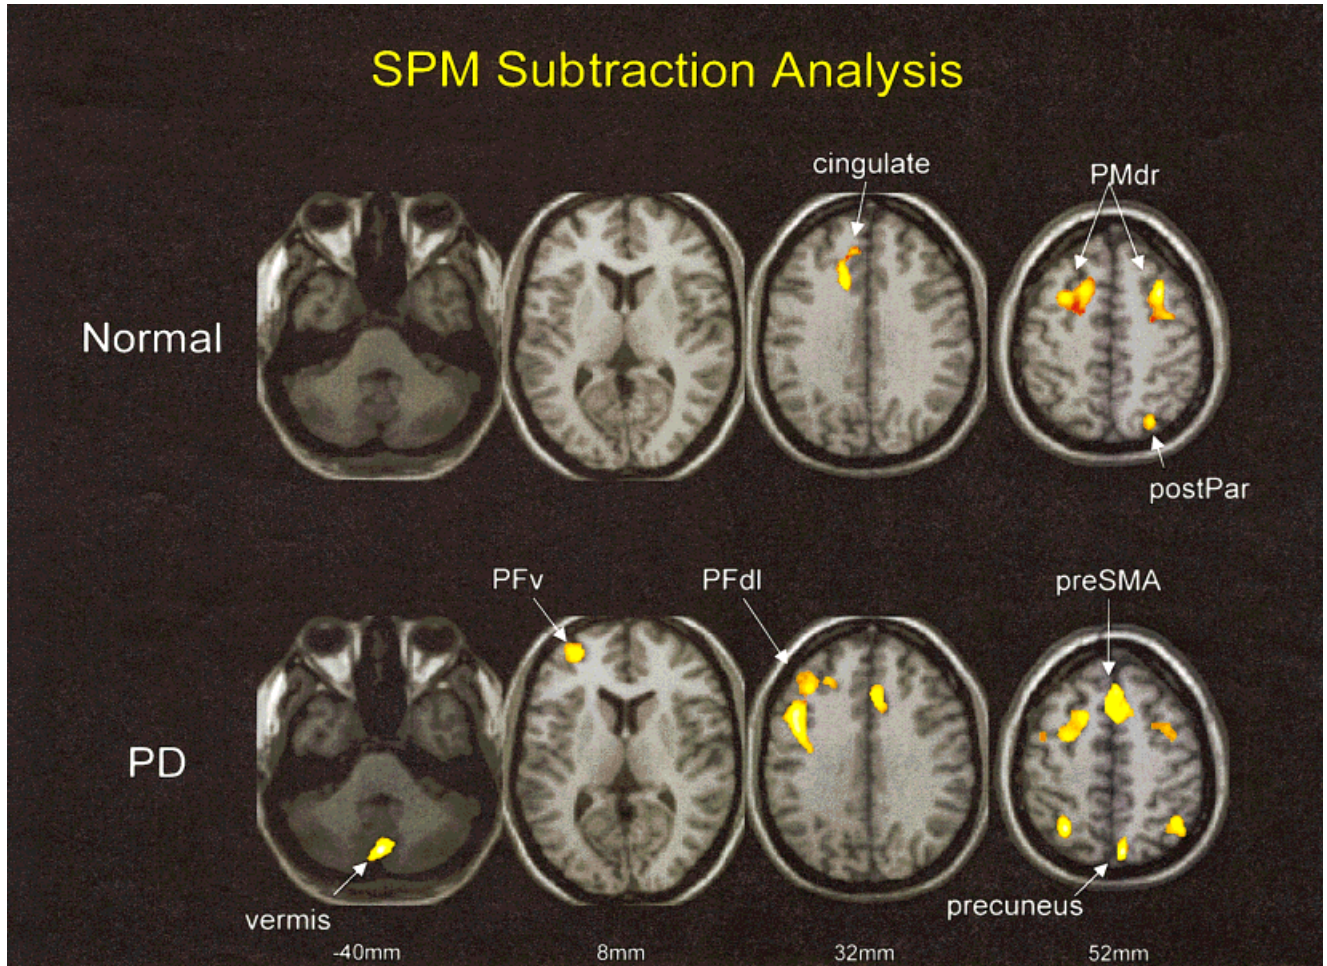 SPM Subtraction Analysis
cingulate
PMdr
Normal
postPar
PFv
PFdl
preSMA
PD
vermis
precuneus
-40mm
8mm
32mm
52mm